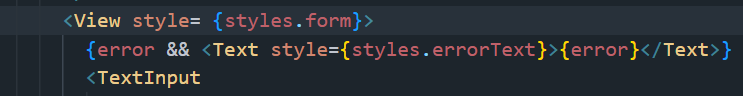 <View style= {styles.form}>
{error && <Text style={styles.errorText}>{error}</Text>}
<TextInput